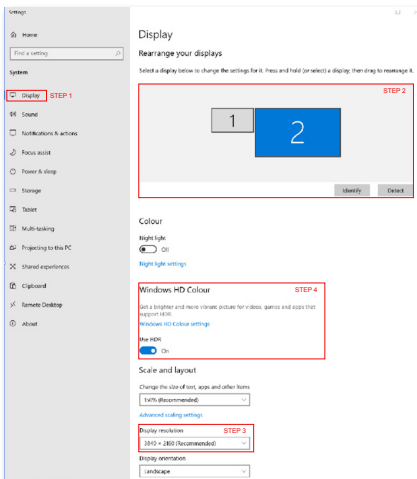 Settings
Home
Find a setting
System
Display
STEP 1
Sound
Notifications & actions
Focus assist
Power & sleep
Storage
Tablet
Multi-tasking
Projecting to this PC
Shared experiences
Clipboard
Remote Desktop
About
Display
Rearrange your displays
Select a display below to change the settings for it. Press and hold (or select) a display, then drag to rearrange it.
STEP 2
1
2
Identify
Detect
Colour
Night light
Off
Night light settings
Windows HD Colour
STEP 4
Get a brighter and more vibrant picture for videos, games and apps that
support HDR.
Windows HD Colour settings
Use HDR
On
Scale and layout
Change the size of text, apps and other items
150% (Recommended)
Advanced scaling settings
Display resolution
STEP 3
3840 × 2160 (Recommended)
Display orientation
Landscape